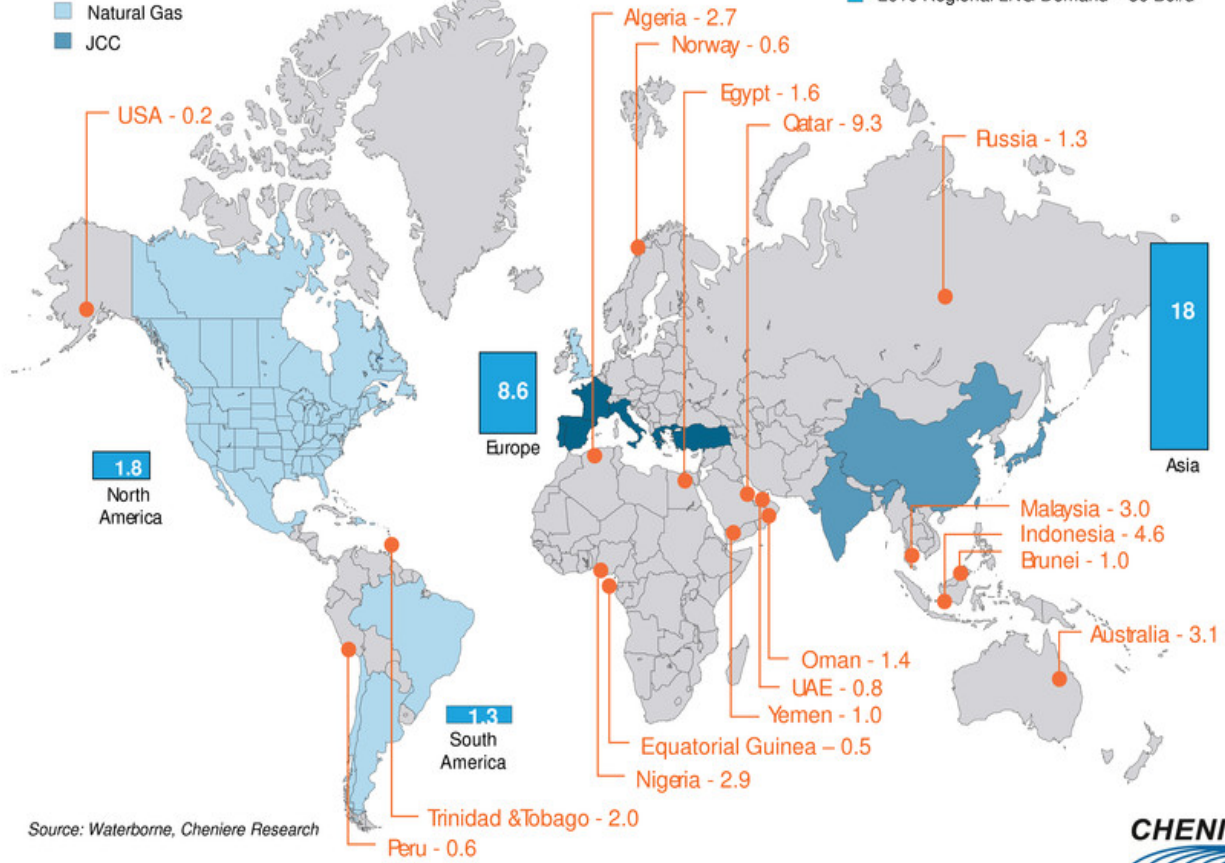 Natural Gas
JCC
Algeria - 2.7
Norway - 0.6
Egypt - 1.6
Qatar - 9.3
Russia - 1.3
USA - 0.2
18
8.6
Europe
1.8
North
America
Asia
Malaysia - 3.0
Indonesia - 4.6
Brunei - 1.0
Australia - 3.1
Oman - 1.4
UAE - 0.8
Yemen - 1.0
1.3
South
America
Equatorial Guinea – 0.5
Nigeria - 2.9
Trinidad &Tobago - 2.0
Peru - 0.6
Source: Waterborne, Cheniere Research
CHENI